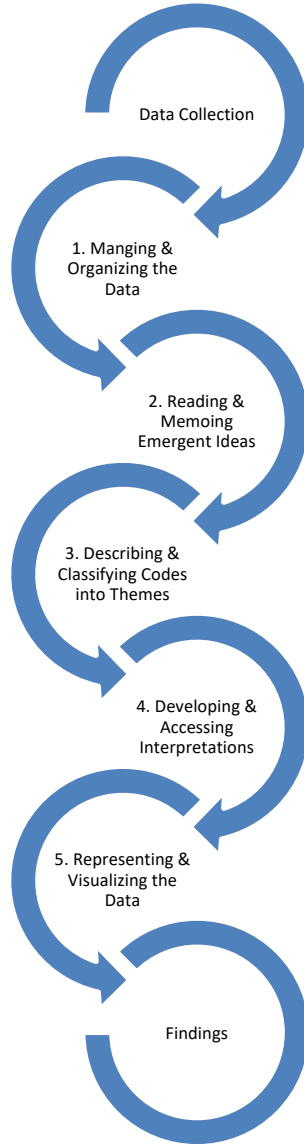 Data Collection
1. Manging &
Organizing the
Data
2. Reading &
Memoing
Emergent Ideas
3. Describing &
Classifying Codes
into Themes
4. Developing &
Accessing
Interpretations
5. Representing &
Visualizing the
Data
Findings